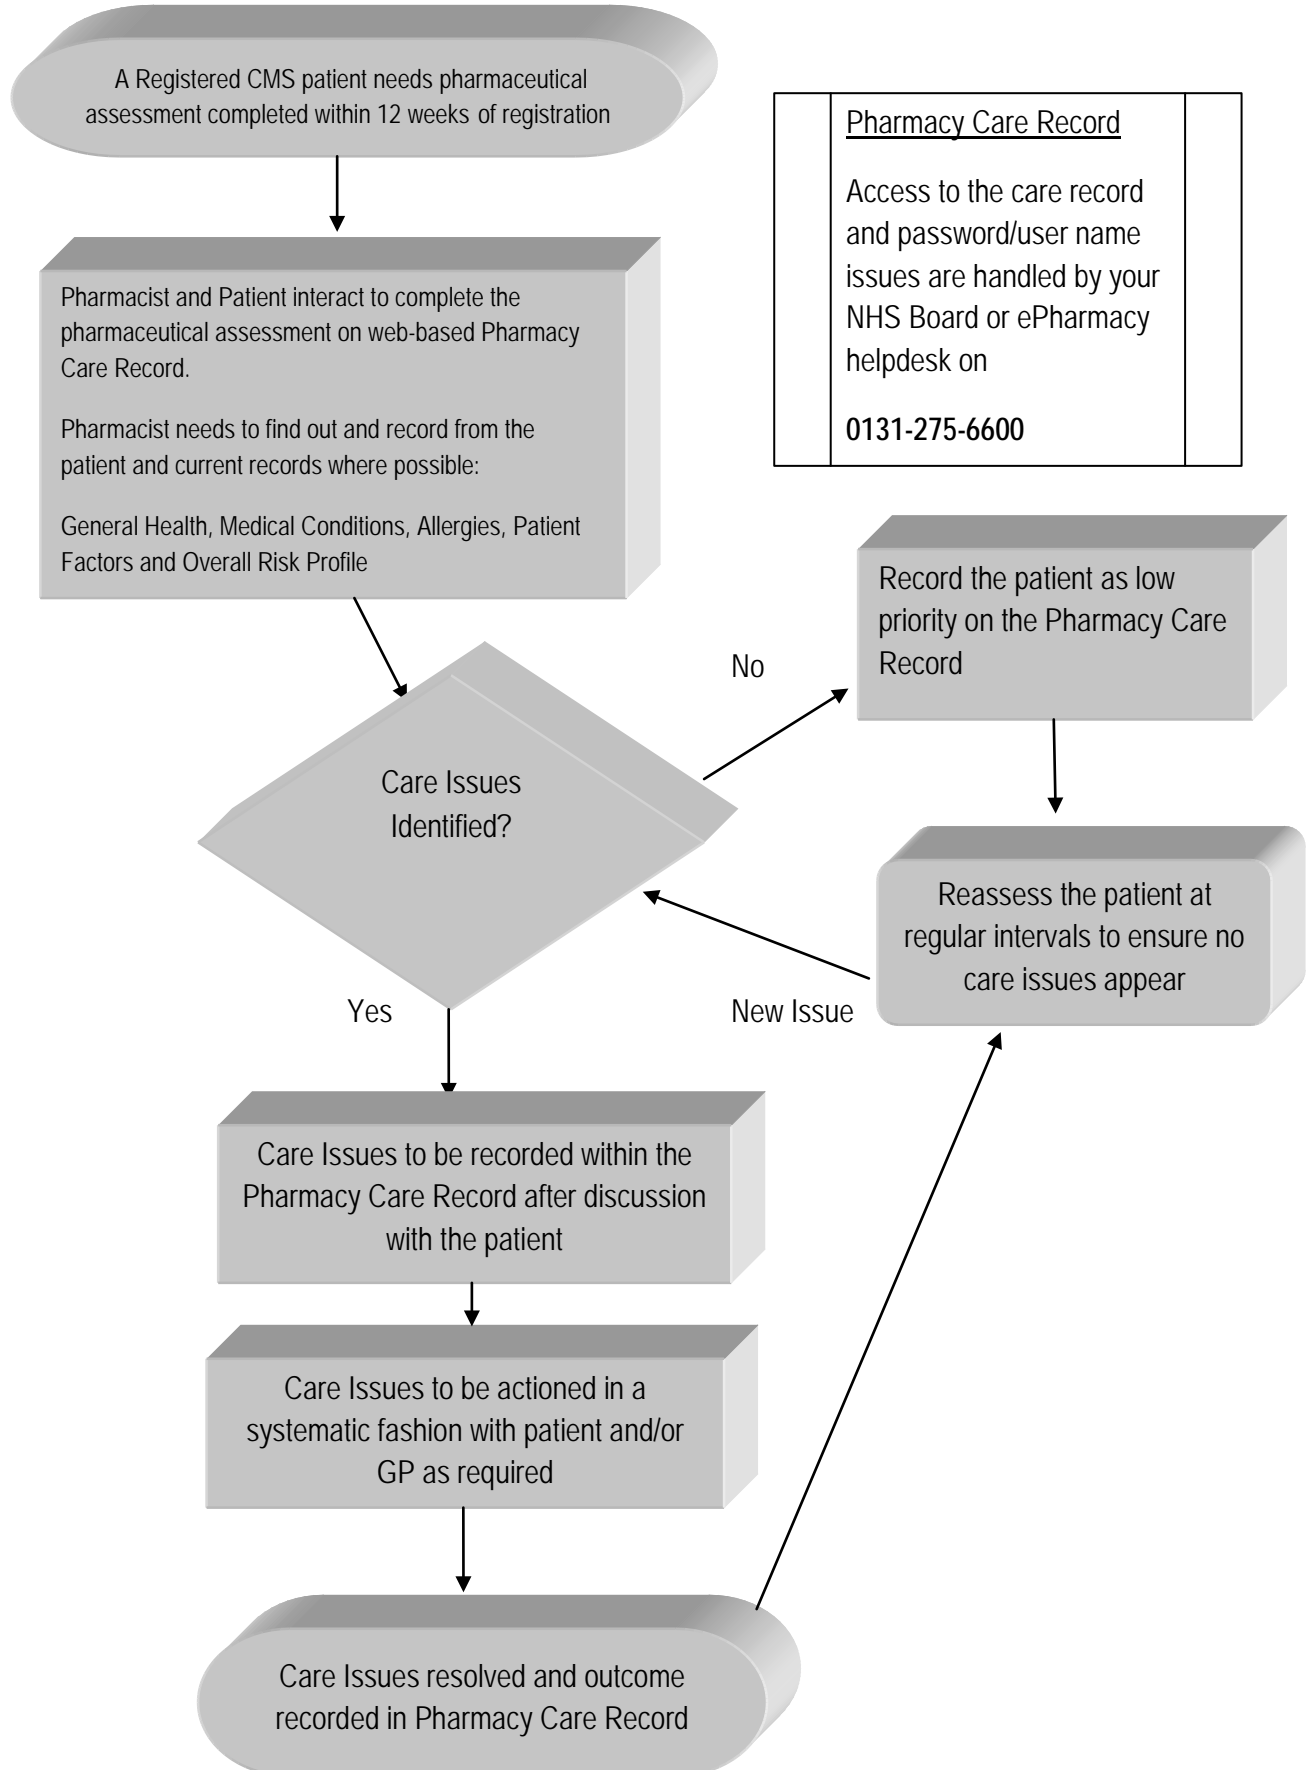 A Registered CMS patient needs pharmaceutical
assessment completed within 12 weeks of registration
Pharmacy Care Record
Access to the care record
and password/user name
issues are handled by your
NHS Board or ePharmacy
helpdesk on
0131-275-6600
Pharmacist and Patient interact to complete the
pharmaceutical assessment on web-based Pharmacy
Care Record.
Pharmacist needs to find out and record from the
patient and current records where possible:
General Health, Medical Conditions, Allergies, Patient
Factors and Overall Risk Profile
Record the patient as low
priority on the Pharmacy Care
Record
No
Care Issues
Identified?
Reassess the patient at
regular intervals to ensure no
care issues appear
Yes
New Issue
Care Issues to be recorded within the
Pharmacy Care Record after discussion
with the patient
Care Issues to be actioned in a
systematic fashion with patient and/or
GP as required
Care Issues resolved and outcome
recorded in Pharmacy Care Record